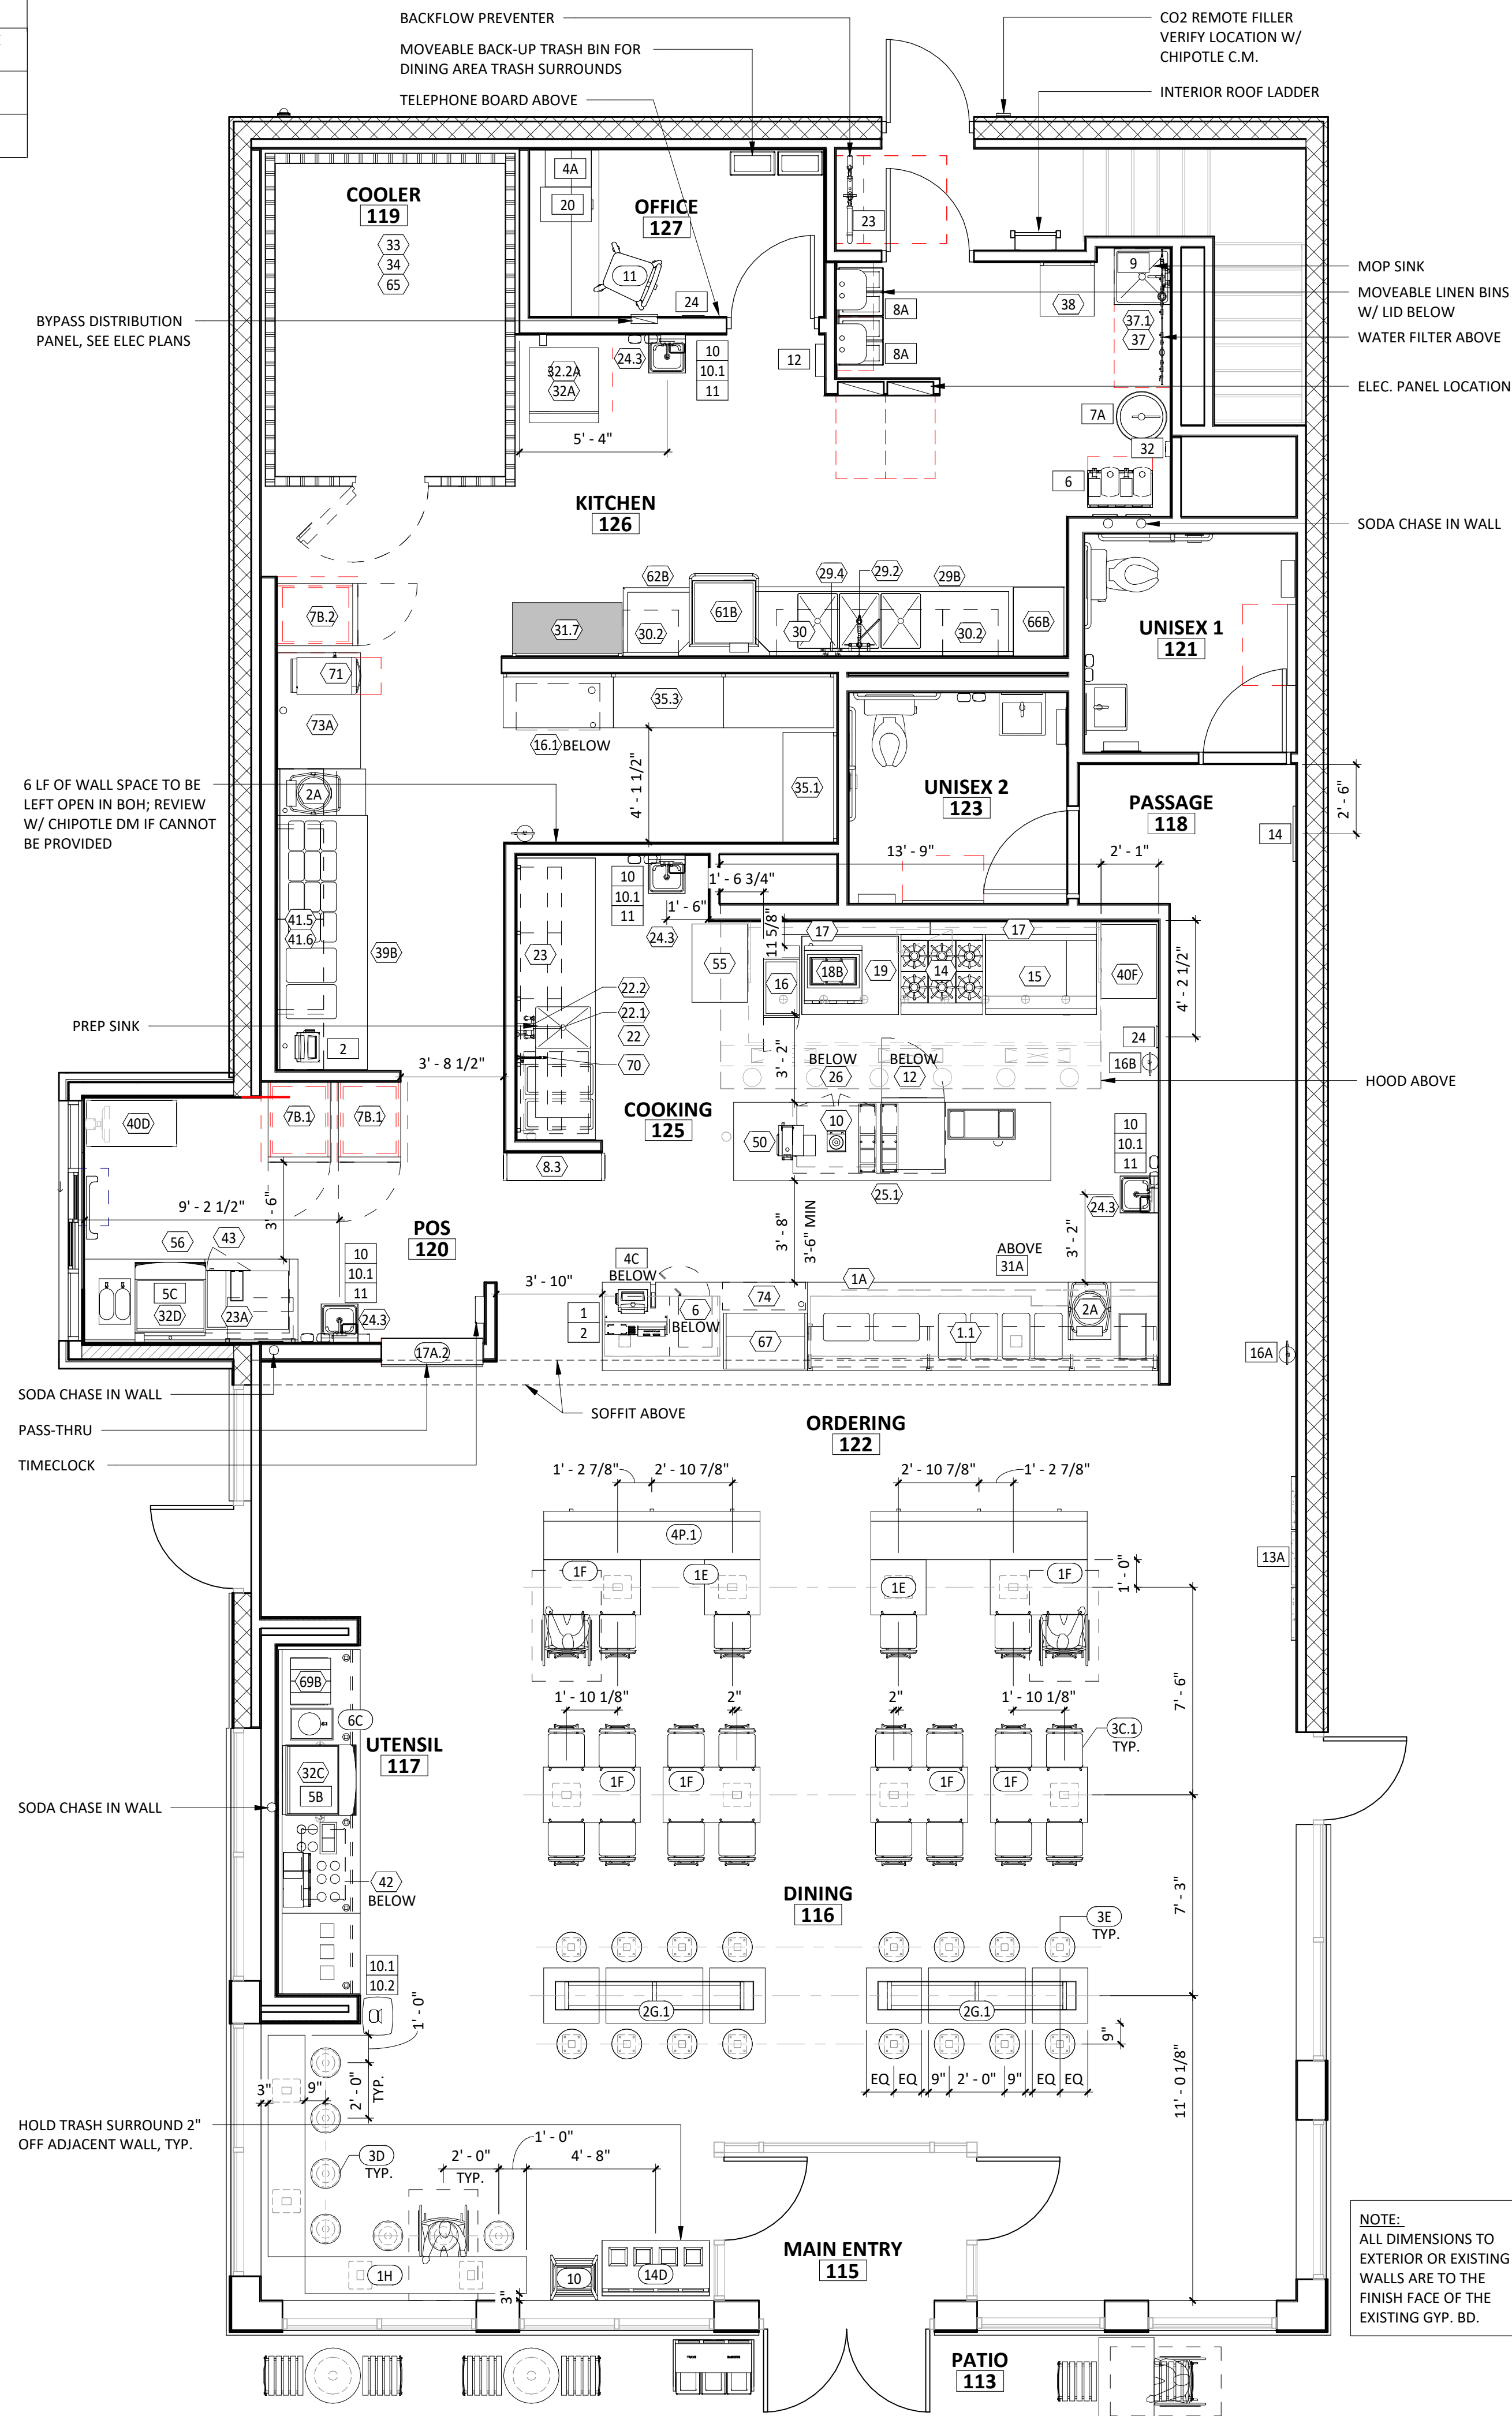 BACKFLOW PREVENTER
MOVEABLE BACK-UP TRASH BIN FOR
DINING AREA TRASH SURROUNDS
TELEPHONE BOARD ABOVE
CO2 REMOTE FILLER
VERIFY LOCATION W/
CHIPOTLE C.M.
INTERIOR ROOF LADDER
COOLER
119
33
34
65
4A
20
OFFICE
127
11
24
23
9
MOP SINK
MOVEABLE LINEN BINS
W/ LID BELOW
WATER FILTER ABOVE
ELEC. PANEL LOCATION
38
37.1
37
8A
8A
12
BYPASS DISTRIBUTION
PANEL, SEE ELEC PLANS
32.2A
32A
24.3
10
10.1
11
5' - 4"
7A
32
6
SODA CHASE IN WALL
KITCHEN
126
62B
61B
29.4
29.2
29B
31.7
30.2
30
30.2
66B
7B.2
71
73A
UNISEX 1
121
35.3
16.1 BELOW
35.1
4' - 1 1/2"
6 LF OF WALL SPACE TO BE
LEFT OPEN IN BOH; REVIEW
W/ CHIPOTLE DM IF CANNOT
BE PROVIDED
2A
UNISEX 2
123
PASSAGE
118
2' - 6"
14
13' - 9"
2' - 1"
1' - 6 3/4"
10
10.1
11
1' - 6"
24.3
11 5/8"
41.5
41.6
39B
23
55
16
17
18B
19
14
17
15
40F
4' - 2 1/2"
22.2
22.1
22
70
PREP SINK
2
3' - 8 1/2"
3' - 2"
BELOW
26
BELOW
12
24
16B
HOOD ABOVE
COOKING
125
40D
7B.1
7B.1
8.3
50
10
25.1
10
10.1
11
24.3
9' - 2 1/2"
3' - 6"
POS
120
56
43
5C
32D
23A
10
10.1
11
24.3
3' - 8"
3'-6" MIN
3' - 2"
ABOVE
31A
4C
BELOW
3' - 10"
1
2
6
BELOW
74
67
1A
1.1
2A
17A.2
16A
SODA CHASE IN WALL
PASS-THRU
TIMECLOCK
SOFFIT ABOVE
ORDERING
122
1' - 2 7/8"
2' - 10 7/8"
2' - 10 7/8"
1' - 2 7/8"
4P.1
1F
1E
1E
1F
1' - 0"
13A
7' - 6"
69B
6C
UTENSIL
117
32C
5B
SODA CHASE IN WALL
42
BELOW
1' - 10 1/8"
2"
2"
1' - 10 1/8"
3C.1
TYP.
1F
1F
1F
1F
DINING
116
7' - 3"
3E
TYP.
2G.1
2G.1
10.1
10.2
1' - 0"
9"
EQ
EQ
9"
2' - 0"
9"
EQ
EQ
11' - 0 1/8"
3"
9"
2' - 0"
TYP.
HOLD TRASH SURROUND 2"
OFF ADJACENT WALL, TYP.
3D
TYP.
2' - 0"
TYP.
1' - 0"
4' - 8"
1H
3"
10
14D
MAIN ENTRY
115
NOTE:
ALL DIMENSIONS TO
EXTERIOR OR EXISTING
WALLS ARE TO THE
FINISH FACE OF THE
EXISTING GYP. BD.
PATIO
113